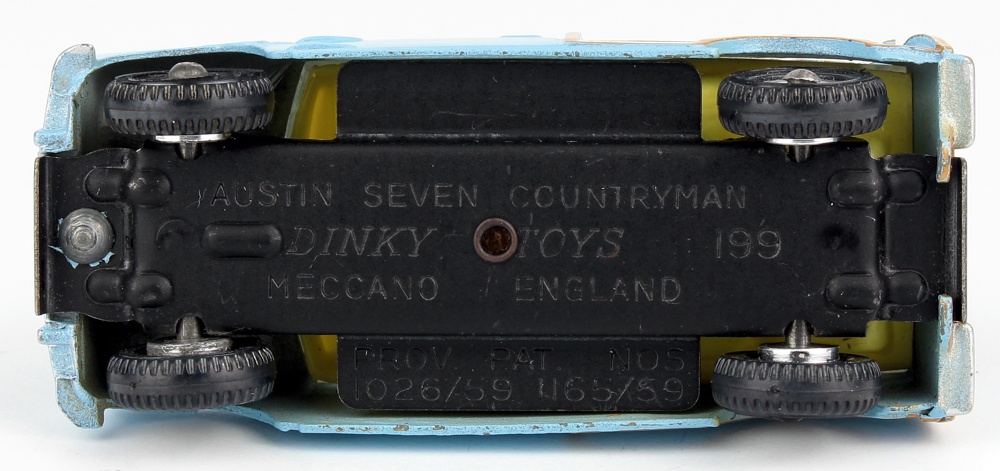 AUSTIN SEVEN COUNTRYMAN
DINKY TOYS 199
MECCANO ENGLAND
PROV. PAT. NOS
1026/59 1165/59